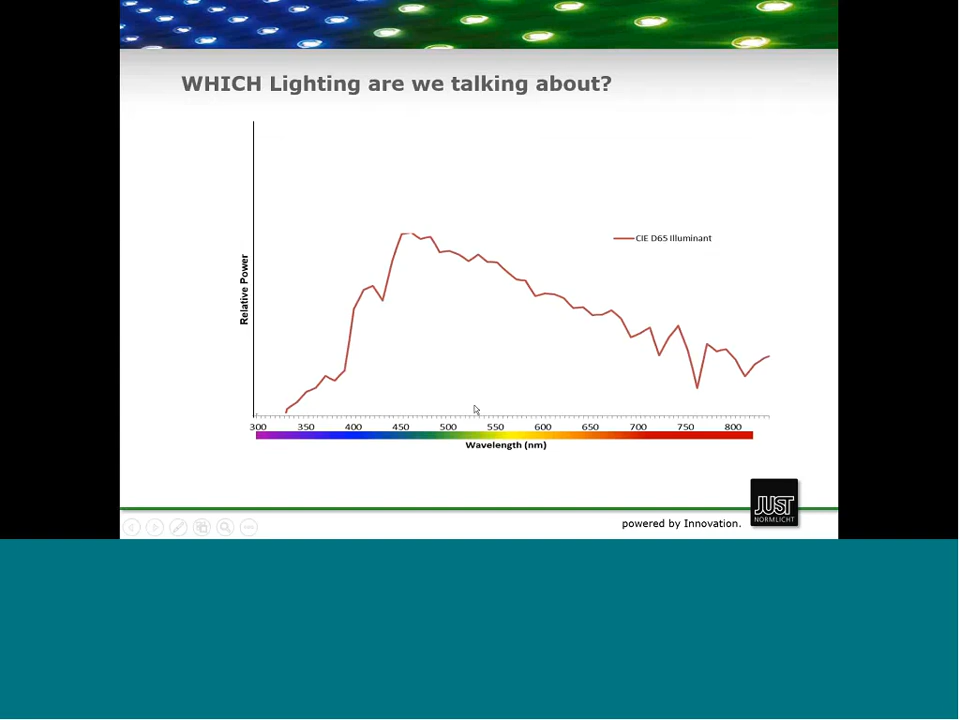 WHICH Lighting are we talking about?
CIE D65 Illuminant
Relative Power
300 350 400 450 500 550 600 650 700 750 800
Wavelength (nm)
JUST
NORMLICHT
powered by Innovation.